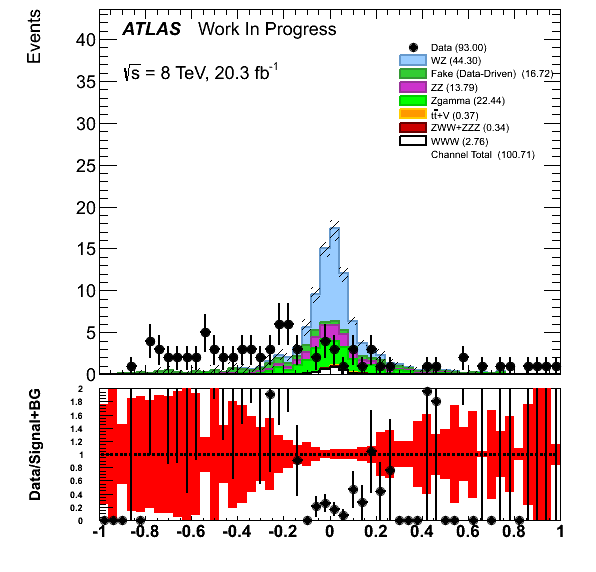 Events
ATLAS Work In Progress
√s = 8 TeV, 20.3 fb-1
Data (93.00)
WZ (44.30)
Fake (Data-Driven) (16.72)
ZZ (13.79)
Zgamma (22.44)
tt̄+V (0.37)
ZWW+ZZZ (0.34)
WWW (2.76)
Channel Total (100.71)
40
35
30
25
20
15
10
5
0
Data/Signal+BG
2
1.8
1.6
1.4
1.2
1
0.8
0.6
0.4
0.2
0
-1 -0.8 -0.6 -0.4 -0.2 0 0.2 0.4 0.6 0.8 1